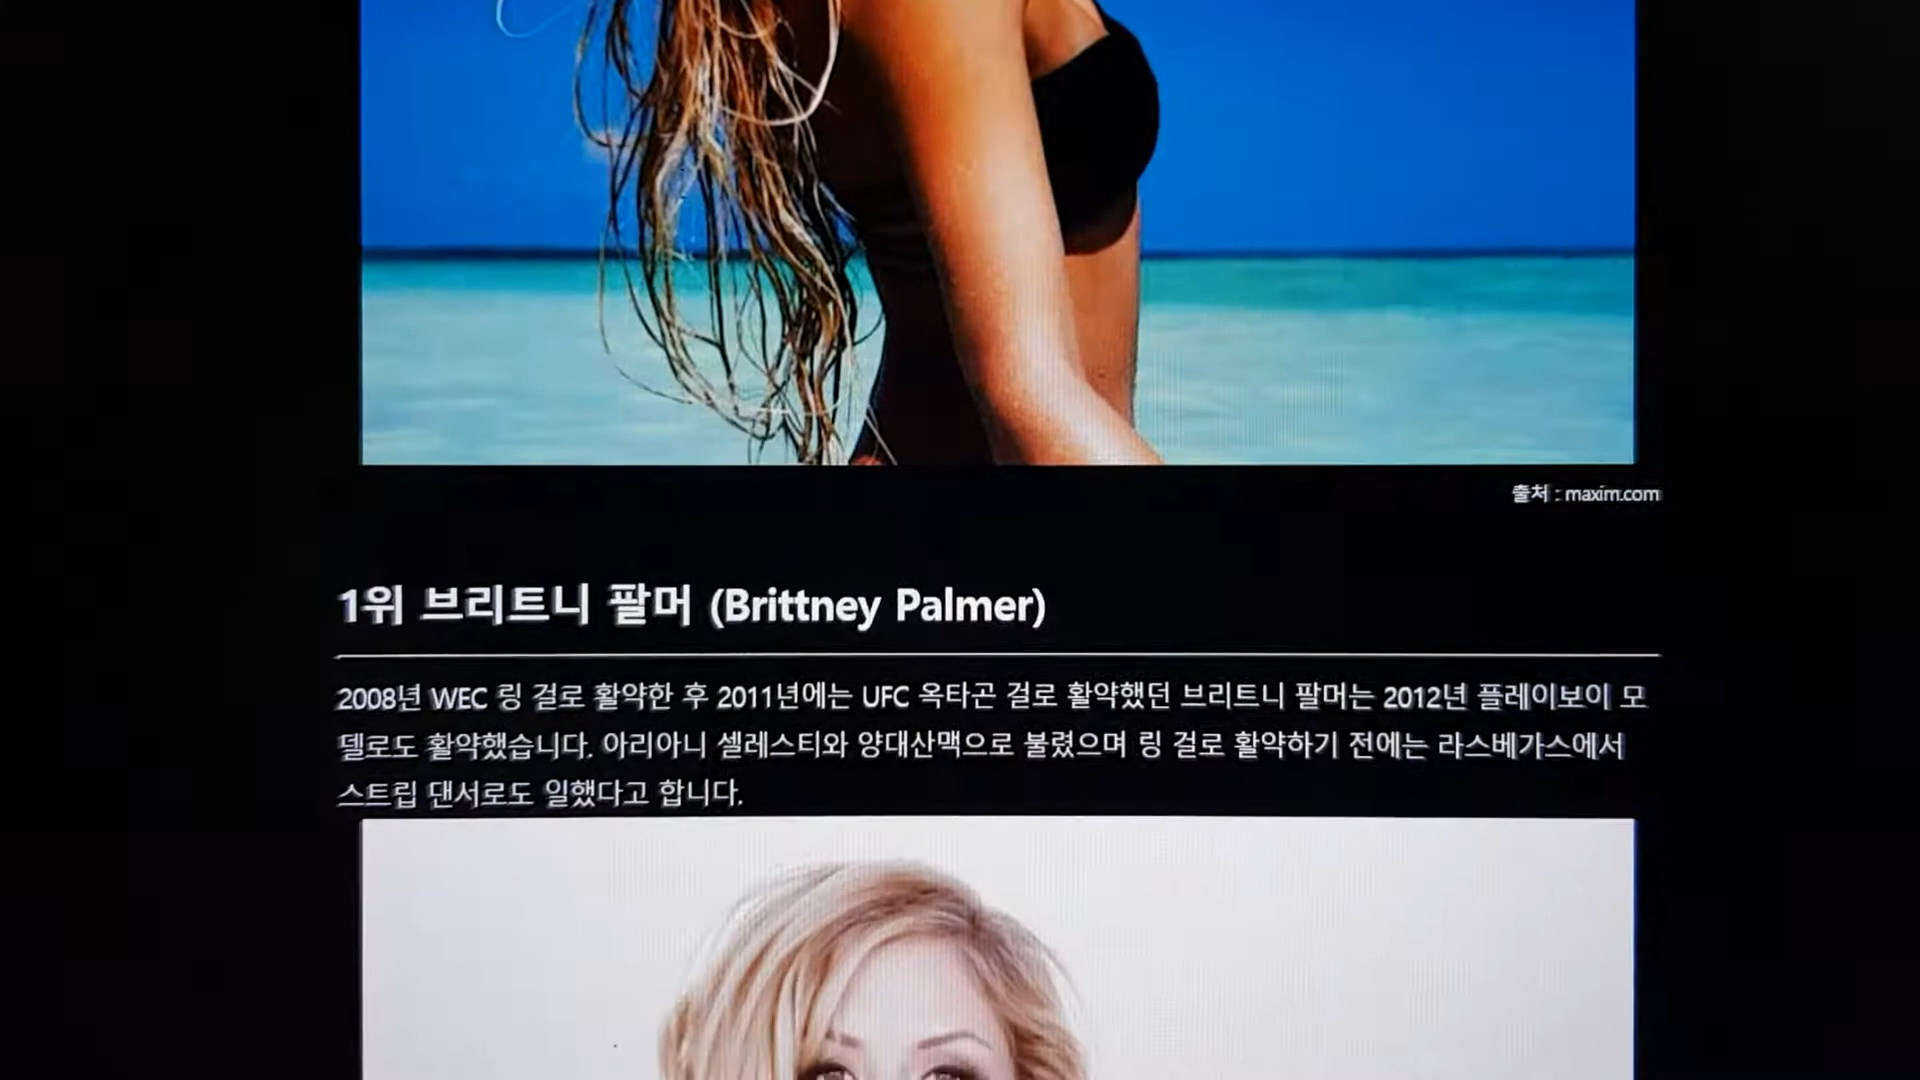 출처 : maxim.com
1위 브리트니 팔머 (Brittney Palmer)
2008년 WEC 링 걸로 활약한 후 2011년에는 UFC 옥타곤 걸로 활약했던 브리트니 팔머는 2012년 플레이보이 모
델로도 활약했습니다. 아리아니 셀레스티와 양대산맥으로 불렸으며 링 걸로 활약하기 전에는 라스베가스에서
스트립 댄서로도 일했다고 합니다.